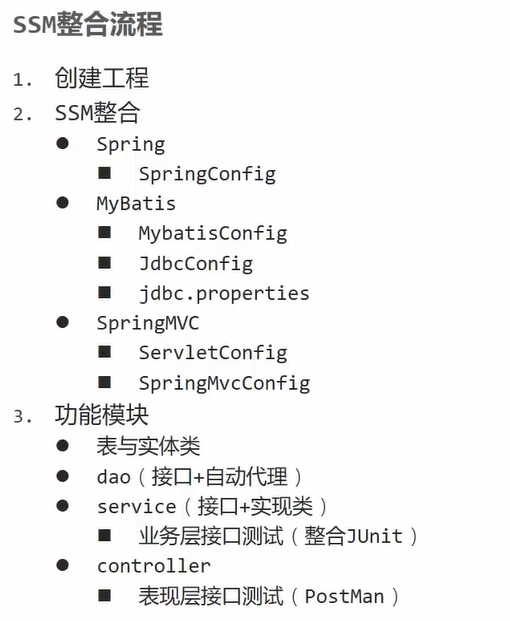 SSM整合流程
1. 创建工程
2. SSM整合
● Spring
■ SpringConfig
● MyBatis
■ MybatisConfig
■ JdbcConfig
■ jdbc.properties
● SpringMVC
■ ServletConfig
■ SpringMvcConfig
3. 功能模块
● 表与实体类
● dao（接口+自动代理）
● service（接口+实现类）
■ 业务层接口测试（整合JUnit）
● controller
■ 表现层接口测试（PostMan）